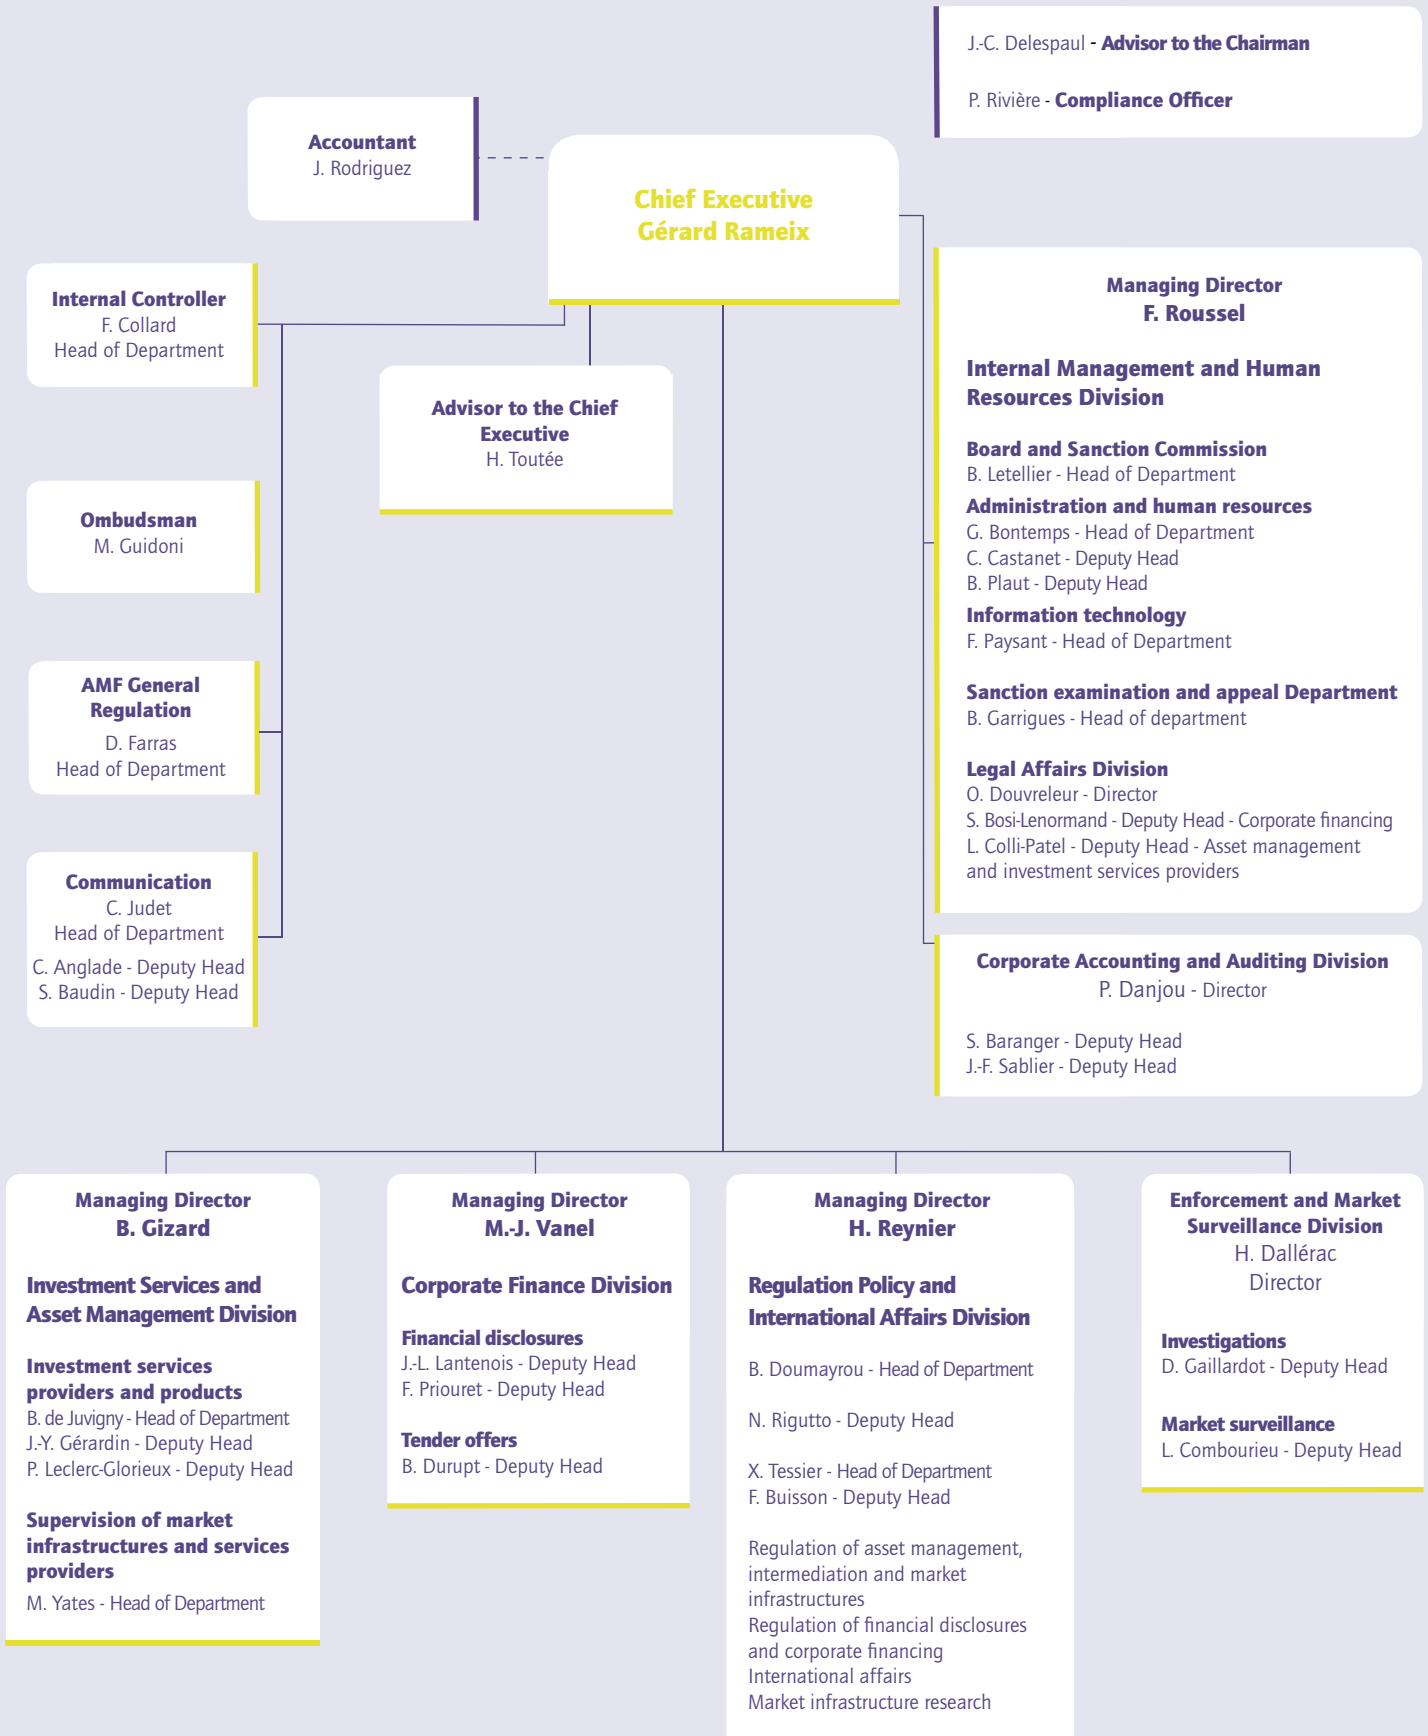 J.-C. Delespaul - Advisor to the Chairman
P. Rivière - Compliance Officer
Accountant
J. Rodriguez
Chief Executive
Gérard Rameix
Internal Controller
F. Collard
Head of Department
Advisor to the Chief
Executive
H. Toutée
Ombudsman
M. Guidoni
AMF General
Regulation
D. Farras
Head of Department
Communication
C. Judet
Head of Department
C. Anglade - Deputy Head
S. Baudin - Deputy Head
Managing Director
F. Roussel
Internal Management and Human
Resources Division
Board and Sanction Commission
B. Letellier - Head of Department
Administration and human resources
G. Bontemps - Head of Department
C. Castanet - Deputy Head
B. Plaut - Deputy Head
Information technology
F. Paysant - Head of Department
Sanction examination and appeal Department
B. Garrigues - Head of department
Legal Affairs Division
O. Douvreleur - Director
S. Bosi-Lenormand - Deputy Head - Corporate financing
L. Colli-Patel - Deputy Head - Asset management
and investment services providers
Corporate Accounting and Auditing Division
P. Danjou - Director
S. Baranger - Deputy Head
J.-F. Sablier - Deputy Head
Managing Director
B. Gizard
Investment Services and
Asset Management Division
Investment services
providers and products
B. de Juvigny - Head of Department
J.-Y. Gérardin - Deputy Head
P. Leclerc-Glorieux - Deputy Head
Supervision of market
infrastructures and services
providers
M. Yates - Head of Department
Managing Director
M.-J. Vanel
Corporate Finance Division
Financial disclosures
J.-L. Lantenois - Deputy Head
F. Priouret - Deputy Head
Tender offers
B. Durupt - Deputy Head
Managing Director
H. Reynier
Regulation Policy and
International Affairs Division
B. Doumayrou - Head of Department
N. Rigutto - Deputy Head
X. Tessier - Head of Department
F. Buisson - Deputy Head
Regulation of asset management,
intermediation and market
infrastructures
Regulation of financial disclosures
and corporate financing
International affairs
Market infrastructure research
Enforcement and Market
Surveillance Division
H. Dallérac
Director
Investigations
D. Gaillardot - Deputy Head
Market surveillance
L. Combourieu - Deputy Head